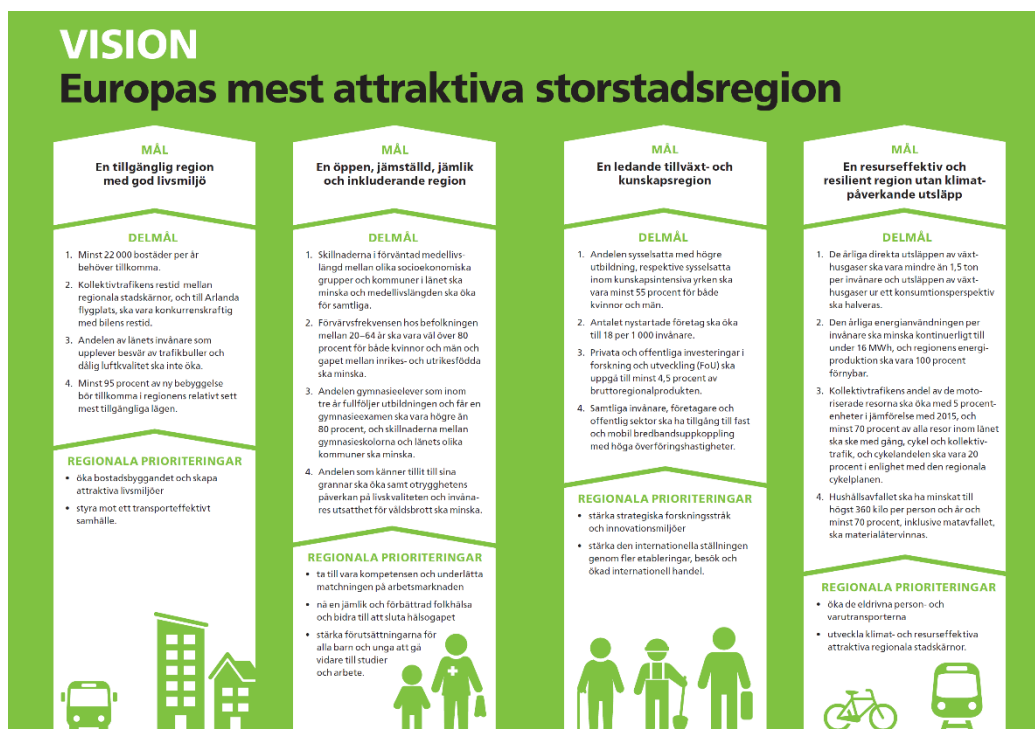 VISION
Europas mest attraktiva storstadsregion
MÅL
En tillgänglig region
med god livsmiljö
DELMÅL
1. Minst 22 000 bostäder per år
behöver tillkomma.
2. Kollektivtrafikens restid mellan
regionala stadskärnor, och till Arlanda
flygplats, ska vara konkurrenskraftig
med bilens restid.
3. Andelen av länets invånare som
upplever besvär av trafikbuller och
dålig luftkvalitet ska inte öka.
4. Minst 95 procent av ny bebyggelse
bör tillkomma i regionens relativt sett
mest tillgängliga lägen.
REGIONALA PRIORITERINGAR
• öka bostadsbyggandet och skapa
attraktiva livsmiljöer
• styra mot ett transporteffektivt
samhälle.
MÅL
En öppen, jämställd, jämlik
och inkluderande region
DELMÅL
1. Skillnaderna i förväntad medellivs-
längd mellan olika socioekonomiska
grupper och kommuner i länet ska
minska och medellivslängden ska öka
för samtliga.
2. Förvärvsfrekvensen hos befolkningen
mellan 20–64 år ska vara väl över 80
procent för både kvinnor och män och
gapet mellan inrikes- och utrikesfödda
ska minska.
3. Andelen gymnasieelever som inom
tre år fullföljer utbildningen och får en
gymnasieexamen ska vara högre än
80 procent, och skillnaderna mellan
gymnasieskolorna och länets olika
kommuner ska minska.
4. Andelen som känner tillit till sina
grannar ska öka samt otrygghetens
påverkan på livskvaliteten och invåna-
res utsatthet för våldsbrott ska minska.
REGIONALA PRIORITERINGAR
• ta till vara kompetensen och underlätta
matchningen på arbetsmarknaden
• nå en jämlik och förbättrad folkhälsa
och bidra till att sluta hälsogapet
• stärka förutsättningarna för
alla barn och unga att gå
vidare till studier
och arbete.
MÅL
En ledande tillväxt- och
kunskapsregion
DELMÅL
1. Andelen sysselsatta med högre
utbildning, respektive sysselsatta
inom kunskapsintensiva yrken ska
vara minst 55 procent för både
kvinnor och män.
2. Antalet nystartade företag ska öka
till 18 per 1 000 invånare.
3. Privata och offentliga investeringar i
forskning och utveckling (FoU) ska
uppgå till minst 4,5 procent av
bruttoregionalprodukten.
4. Samtliga invånare, företagare och
offentlig sektor ska ha tillgång till fast
och mobil bredbandsuppkoppling
med höga överföringshastigheter.
REGIONALA PRIORITERINGAR
• stärka strategiska forskningsstråk
och innovationsmiljöer
• stärka den internationella ställningen
genom fler etableringar, besök och
ökad internationell handel.
MÅL
En resurseffektiv och
resilient region utan klimat-
påverkande utsläpp
DELMÅL
1. De årliga direkta utsläppen av växt-
husgaser ska vara mindre än 1,5 ton
per invånare och utsläppen av växt-
husgaser ur ett konsumtionsperspektiv
ska halveras.
2. Den årliga energianvändningen per
invånare ska minska kontinuerligt till
under 16 MWh, och regionens energi-
produktion ska vara 100 procent
förnybar.
3. Kollektivtrafikens andel av de moto-
riserade resorna ska öka med 5 procent-
enheter i jämförelse med 2015, och
minst 70 procent av alla resor inom länet
ska ske med gång, cykel och kollektiv-
trafik, och cykelandelen ska vara 20
procent i enlighet med den regionala
cykelplanen.
4. Hushållsavfallet ska ha minskat till
högst 360 kilo per person och år och
minst 70 procent, inklusive matavfallet,
ska materialåtervinnas.
REGIONALA PRIORITERINGAR
• öka de eldrivna person- och
varutransporterna
• utveckla klimat- och resurseffektiva
attraktiva regionala stadskärnor.